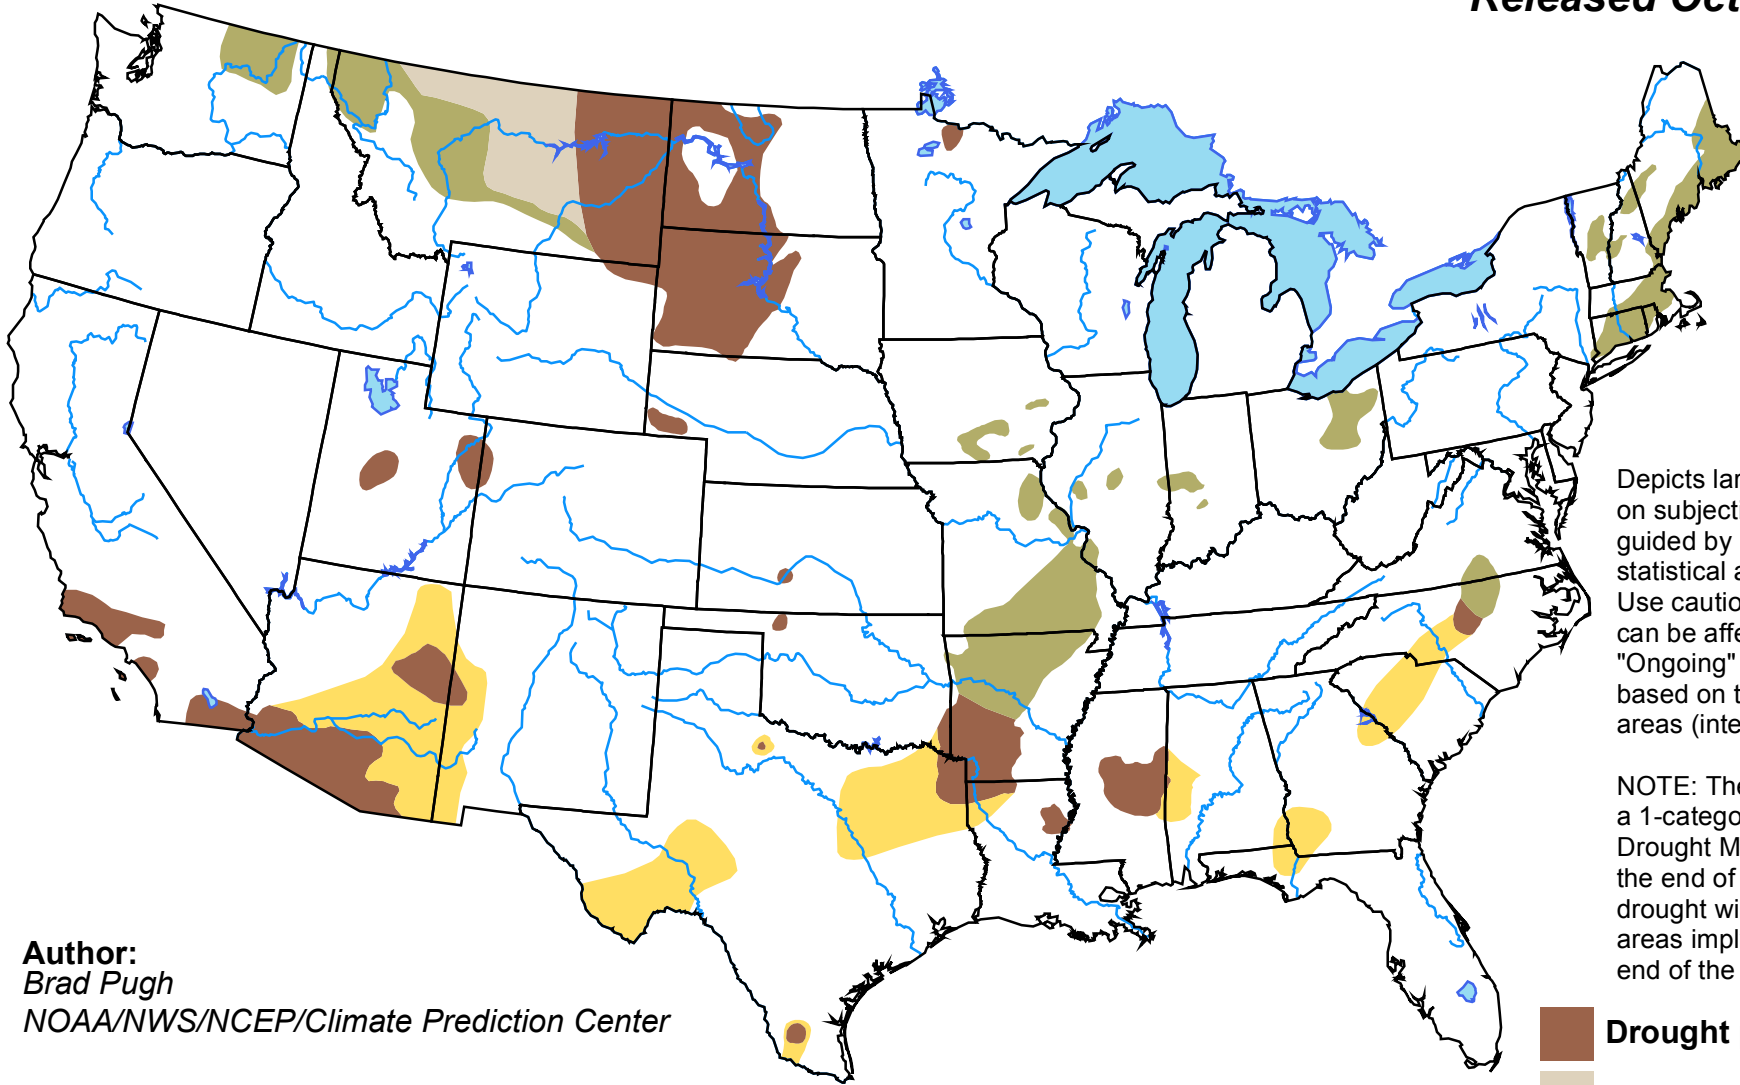 Released Oct
Depicts lar
on subjecti
guided by
statistical a
Use cautio
can be affe
"Ongoing"
based on t
areas (inte
NOTE: The
a 1-catego
Drought M
the end of
drought wi
areas impl
end of the
Author:
Brad Pugh
NOAA/NWS/NCEP/Climate Prediction Center
Drought